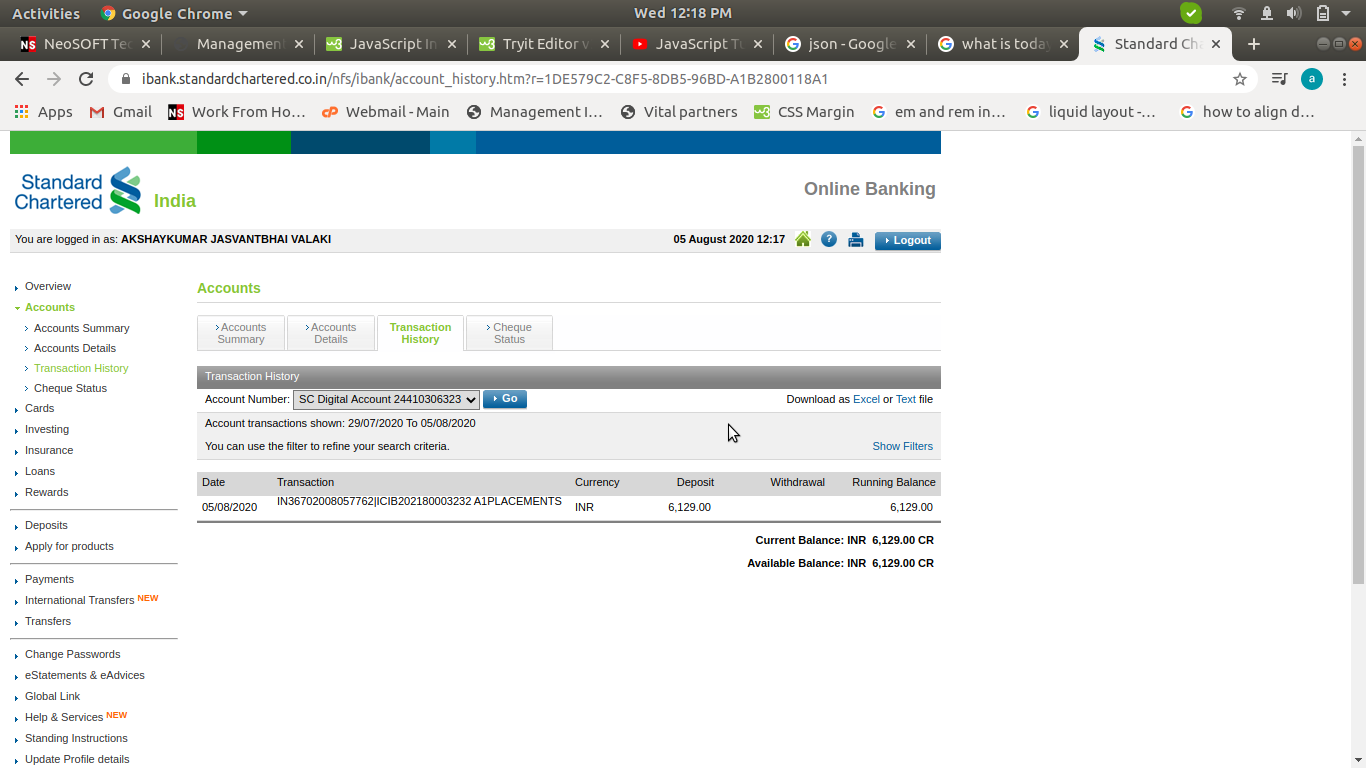 Activities Google Chrome Wed 12:18 PM
NeoSOFT Tec Management JavaScript In Tryit Editor v JavaScript Tu json - Google what is today Standard Cha
ibank.standardchartered.co.in/nfs/ibank/account_history.htm?r=1DE579C2-C8F5-8DB5-96BD-A1B2800118A1 a
Apps Gmail Work From Ho... Webmail - Main Management I... Vital partners CSS Margin em and rem in... liquid layout -... how to align d...
Standard
Chartered India
Online Banking
You are logged in as: AKSHAYKUMAR JASVANTBHAI VALAKI 05 August 2020 12:17 ? Logout
Overview
Accounts
Accounts Summary
Accounts Details
Transaction History
Cheque Status
Cards
Investing
Insurance
Loans
Rewards
Deposits
Apply for products
Payments
International Transfers NEW
Transfers
Change Passwords
eStatements & eAdvices
Global Link
Help & Services NEW
Standing Instructions
Update Profile details
Accounts
Accounts Summary
Accounts Details
Transaction History
Cheque Status
Transaction History
Account Number: SC Digital Account 24410306323 Go Download as Excel or Text file
Account transactions shown: 29/07/2020 To 05/08/2020
You can use the filter to refine your search criteria. Show Filters
Date Transaction Currency Deposit Withdrawal Running Balance
05/08/2020 IN36702008057762|ICIB202180003232 A1PLACEMENTS INR 6,129.00 6,129.00
Current Balance: INR 6,129.00 CR
Available Balance: INR 6,129.00 CR